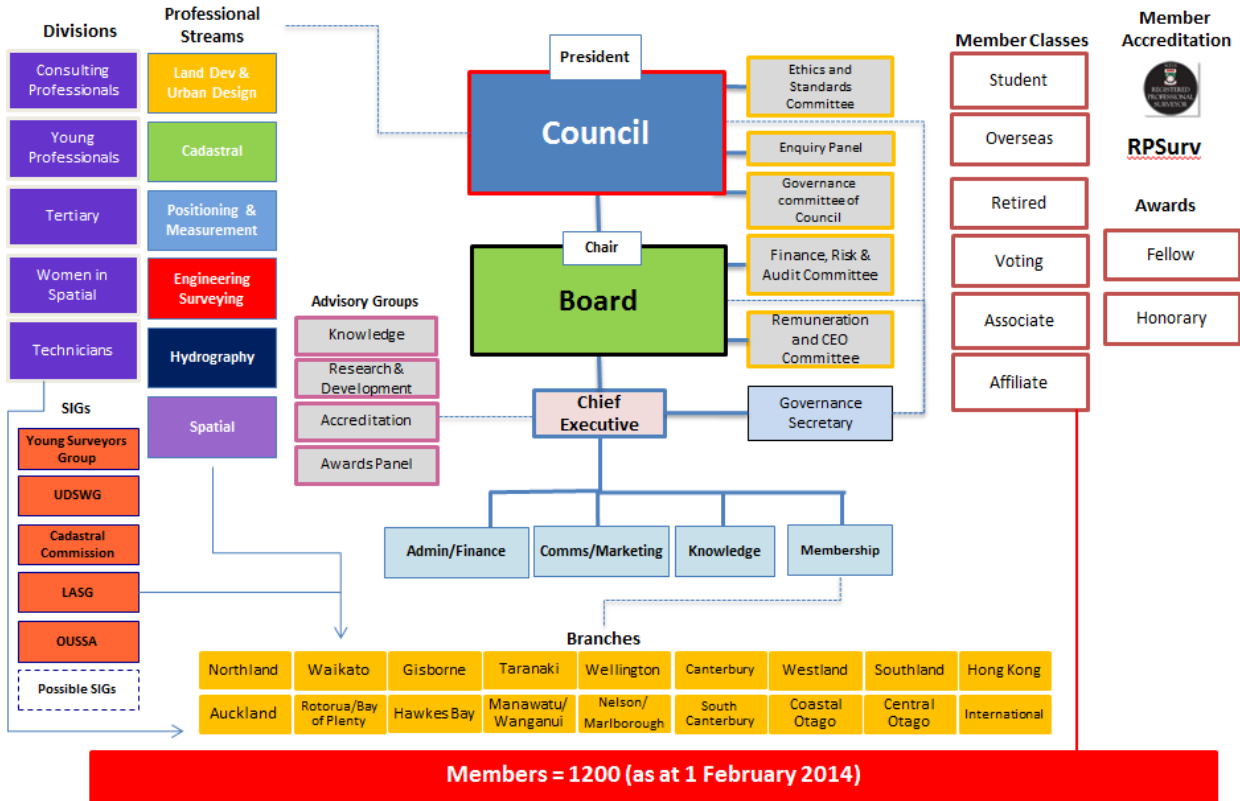 Divisions
Consulting
Professionals
Young
Professionals
Tertiary
Women in
Spatial
Technicians
SIGs
Young Surveyors
Group
UDSWG
Cadastral
Commission
LASG
OUSSA
Possible SIGs
Professional
Streams
Land Dev &
Urban Design
Cadastral
Positioning &
Measurement
Engineering
Surveying
Hydrography
Spatial
Advisory Groups
Knowledge
Research &
Development
Accreditation
Awards Panel
President
Council
Chair
Board
Chief
Executive
Ethics and
Standards
Committee
Enquiry Panel
Governance
committee of
Council
Finance, Risk &
Audit Committee
Remuneration
and CEO
Committee
Governance
Secretary
Admin/Finance
Comms/Marketing
Knowledge
Membership
Member Classes
Student
Overseas
Retired
Voting
Associate
Affiliate
Member
Accreditation
REGISTERED
PROFESSIONAL
SURVEYOR
RPSurv
Awards
Fellow
Honorary
Branches
Northland
Waikato
Gisborne
Taranaki
Wellington
Canterbury
Westland
Southland
Hong Kong
Auckland
Rotorua/Bay
of Plenty
Hawkes Bay
Manawatu/
Wanganui
Nelson/
Marlborough
South
Canterbury
Coastal
Otago
Central
Otago
International
Members = 1200 (as at 1 February 2014)